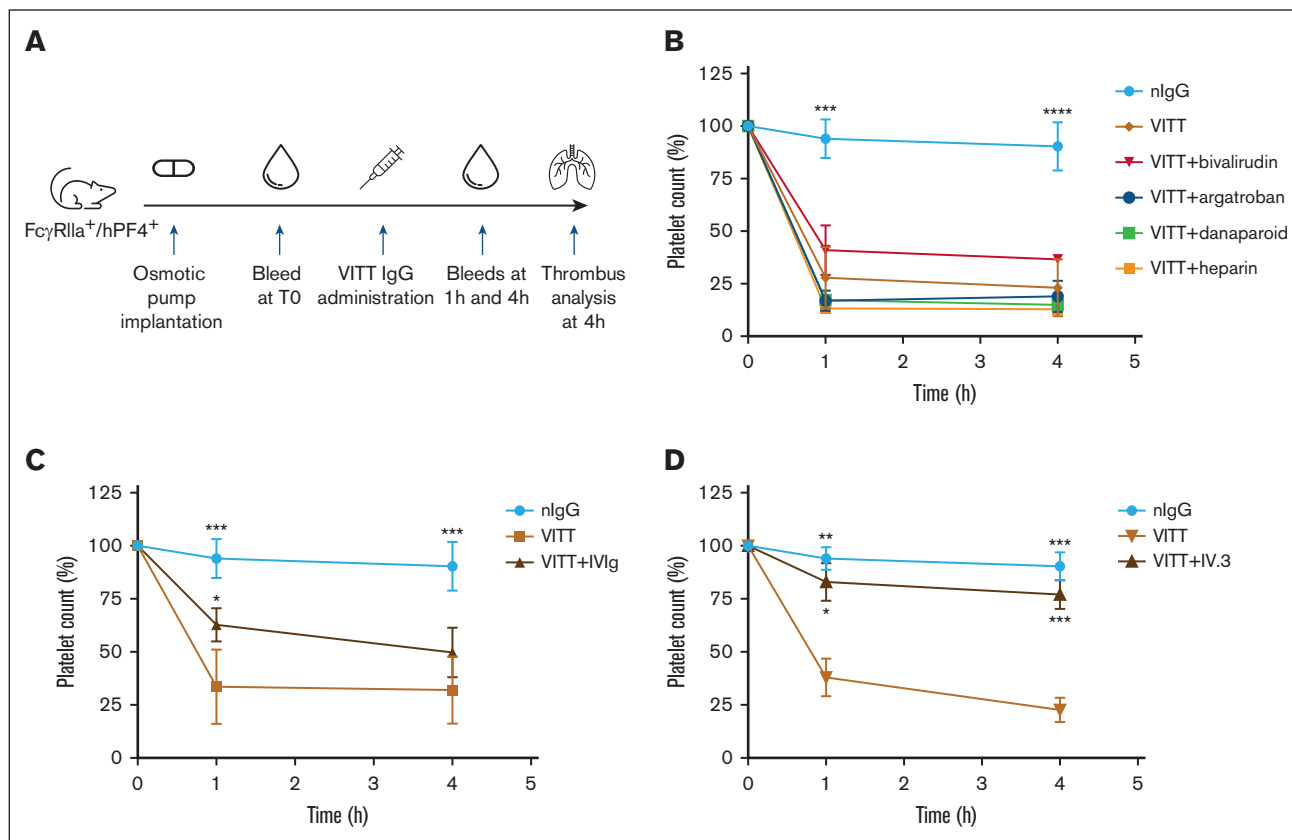 A
FcγRIIa⁺/hPF4⁺
Osmotic
pump
implantation
Bleed
at T0
VITT IgG
administration
Bleeds at
1h and 4h
Thrombus
analysis
at 4h
B
Platelet count (%)
125
100
75
50
25
0
***
****
0 1 2 3 4 5
Time (h)
nIgG
VITT
VITT+bivalirudin
VITT+argatroban
VITT+danaparoid
VITT+heparin
C
Platelet count (%)
125
100
75
50
25
0
***
***
*
0 1 2 3 4 5
Time (h)
nIgG
VITT
VITT+IVIg
D
Platelet count (%)
125
100
75
50
25
0
**
***
*
***
0 1 2 3 4 5
Time (h)
nIgG
VITT
VITT+IV.3